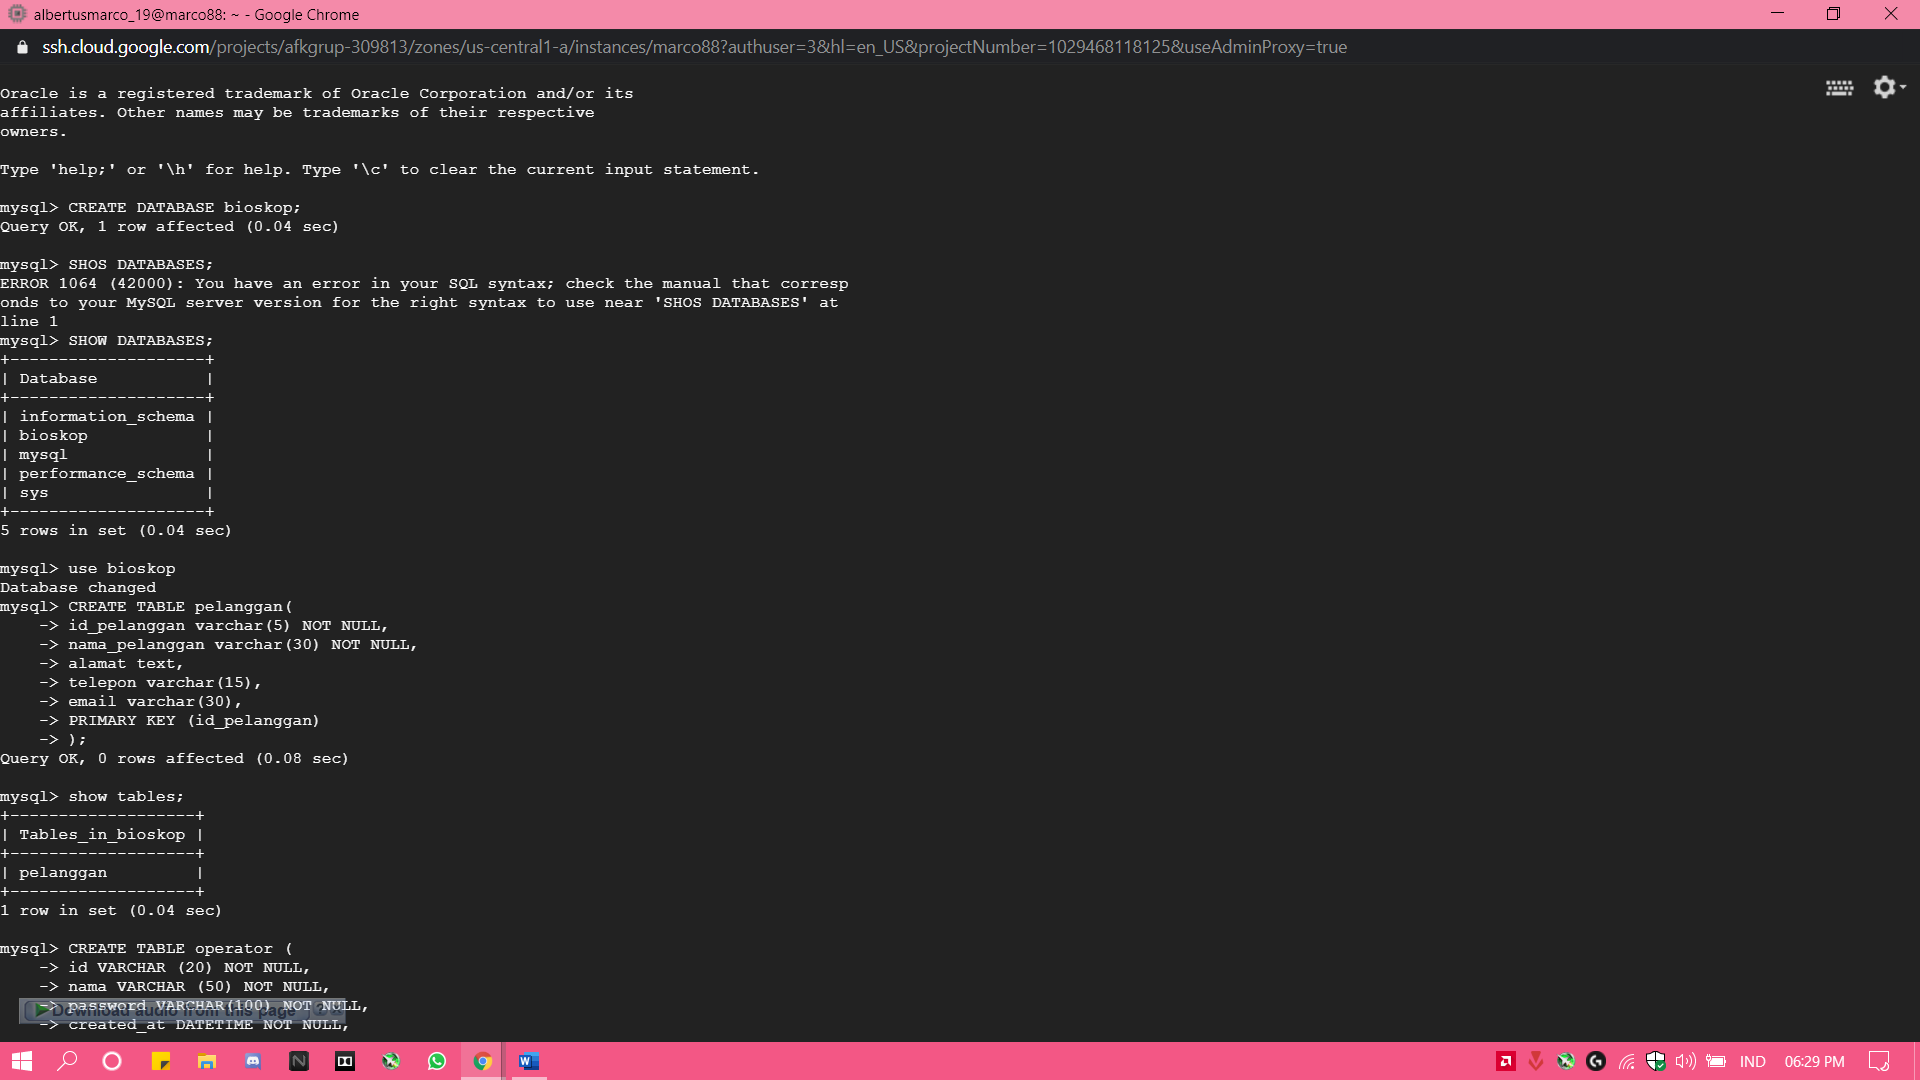 albertusmarco_19@marco88: ~ - Google Chrome
ssh.cloud.google.com/projects/afkgrup-309813/zones/us-central1-a/instances/marco88?authuser=3&hl=en_US&projectNumber=1029468118125&useAdminProxy=true
Oracle is a registered trademark of Oracle Corporation and/or its
affiliates. Other names may be trademarks of their respective
owners.
Type 'help;' or '\h' for help. Type '\c' to clear the current input statement.
mysql> CREATE DATABASE bioskop;
Query OK, 1 row affected (0.04 sec)
mysql> SHOS DATABASES;
ERROR 1064 (42000): You have an error in your SQL syntax; check the manual that corresp
onds to your MySQL server version for the right syntax to use near 'SHOS DATABASES' at
line 1
mysql> SHOW DATABASES;
+--------------------+
| Database           |
+--------------------+
| information_schema |
| bioskop            |
| mysql              |
| performance_schema |
| sys                |
+--------------------+
5 rows in set (0.04 sec)
mysql> use bioskop
Database changed
mysql> CREATE TABLE pelanggan(
    -> id_pelanggan varchar(5) NOT NULL,
    -> nama_pelanggan varchar(30) NOT NULL,
    -> alamat text,
    -> telepon varchar(15),
    -> email varchar(30),
    -> PRIMARY KEY (id_pelanggan)
    -> );
Query OK, 0 rows affected (0.08 sec)
mysql> show tables;
+-------------------+
| Tables_in_bioskop |
+-------------------+
| pelanggan         |
+-------------------+
1 row in set (0.04 sec)
mysql> CREATE TABLE operator (
    -> id VARCHAR (20) NOT NULL,
    -> nama VARCHAR (50) NOT NULL,
    -> password VARCHAR(100) NOT NULL,
Download audio from this page
    -> created_at DATETIME NOT NULL,
IND 06:29 PM